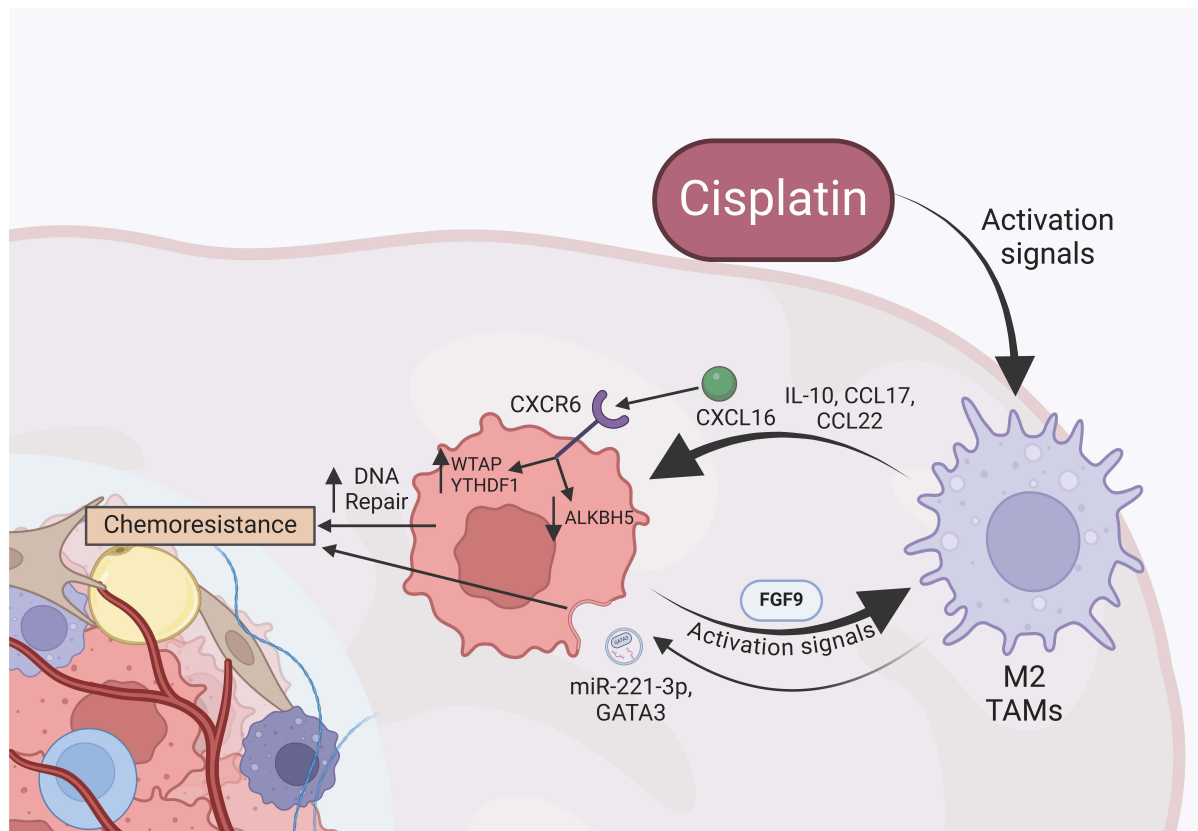 Cisplatin
Activation
signals
CXCR6
CXCL16
IL-10, CCL17,
CCL22
WTAP
YTHDF1
ALKBH5
DNA
Repair
Chemoresistance
FGF9
Activation signals
GATA3
miR-221-3p,
GATA3
M2
TAMs